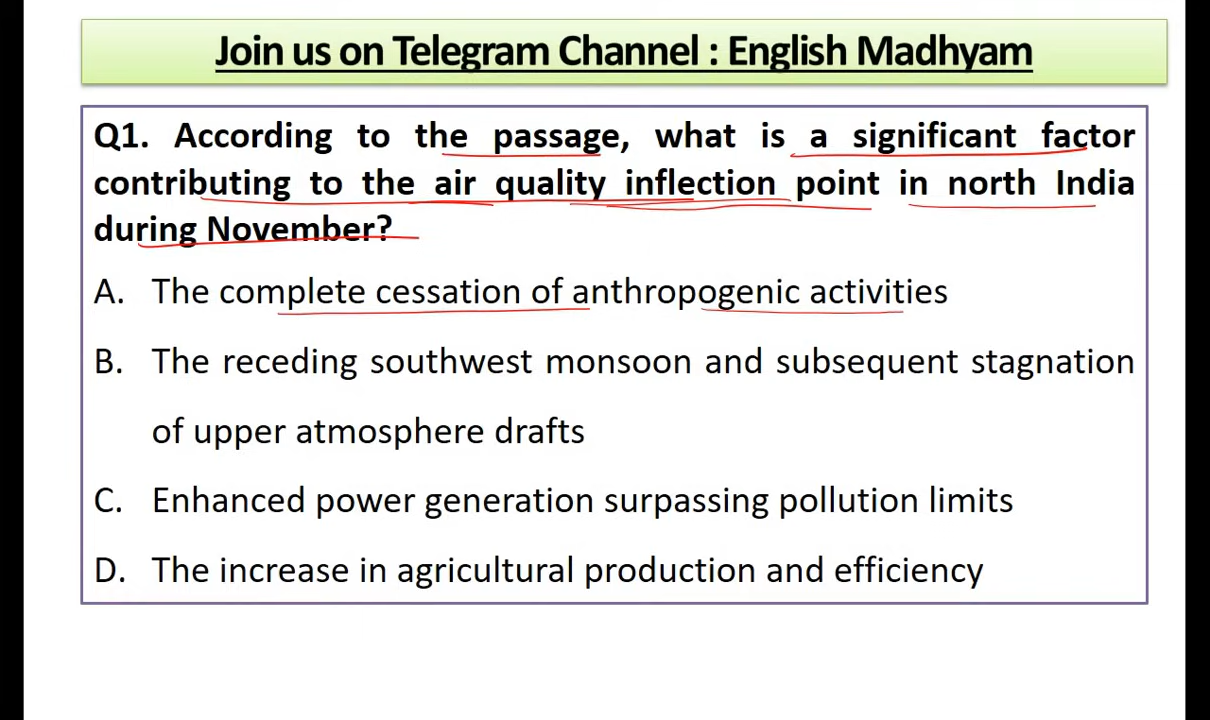 Join us on Telegram Channel : English Madhyam
Q1. According to the passage, what is a significant factor
contributing to the air quality inflection point in north India
during November?
A. The complete cessation of anthropogenic activities
B. The receding southwest monsoon and subsequent stagnation
of upper atmosphere drafts
C. Enhanced power generation surpassing pollution limits
D. The increase in agricultural production and efficiency